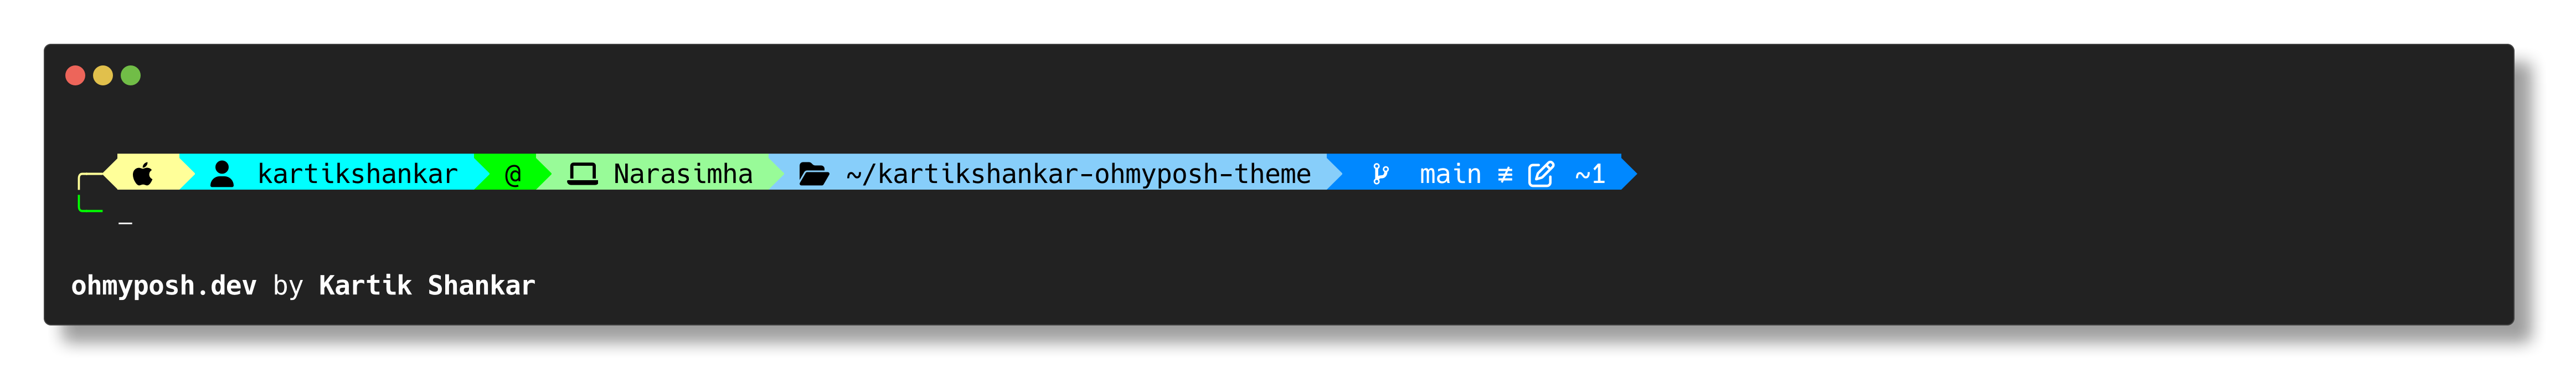 kartikshankar @ Narasimha ~/kartikshankar-ohmyposh-theme main ≢ ~1
_
ohmyposh.dev by Kartik Shankar